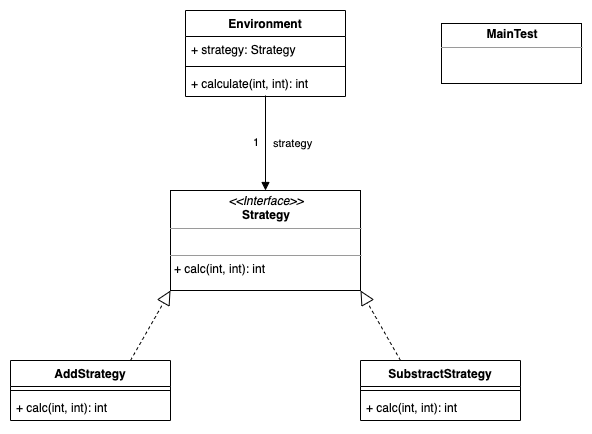 Environment
+ strategy: Strategy
+ calculate(int, int): int
MainTest
1
strategy
<<Interface>>
Strategy
+ calc(int, int): int
AddStrategy
+ calc(int, int): int
SubstractStrategy
+ calc(int, int): int